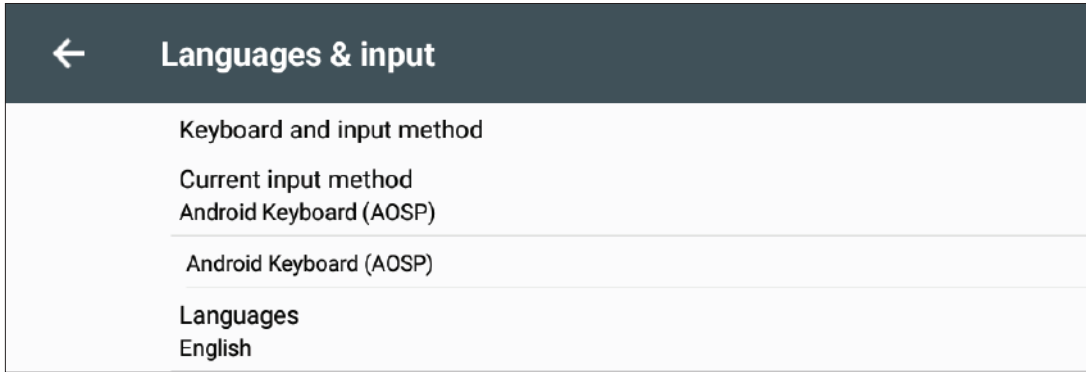 Languages & input
Keyboard and input method
Current input method
Android Keyboard (AOSP)
Android Keyboard (AOSP)
Languages
English